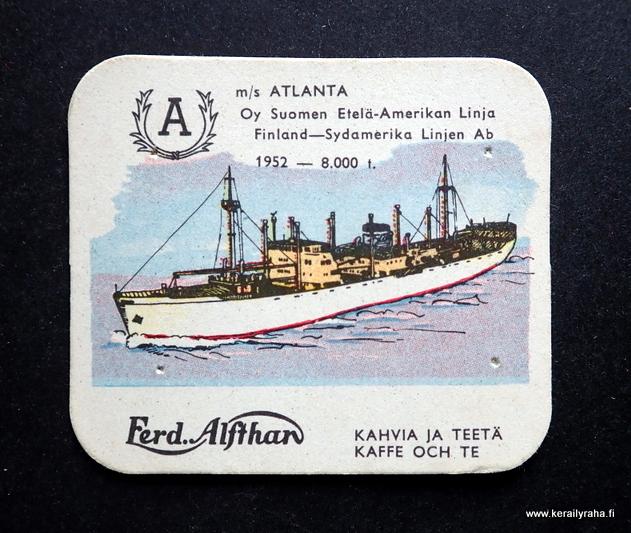 A
m/s ATLANTA
Oy Suomen Etelä-Amerikan Linja
Finland—Sydamerika Linjen Ab
1952 — 8.000 t.
Ferd. Alfthan
KAHVIA JA TEETÄ
KAFFE OCH TE
www.kerailyraha.fi